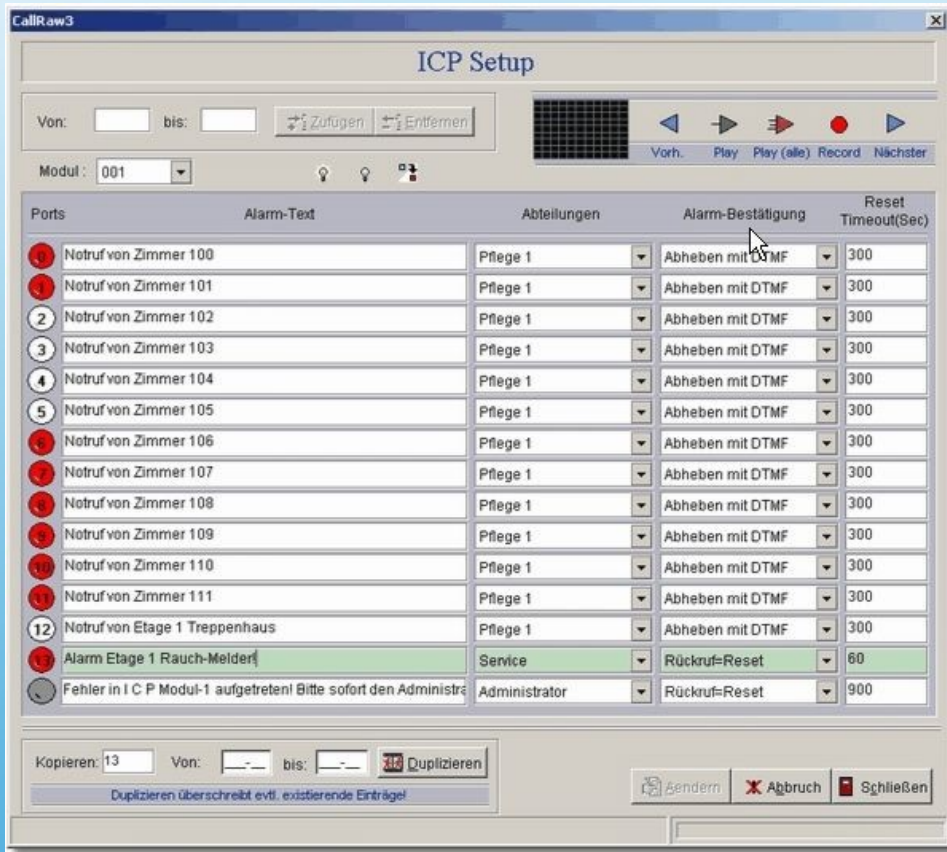 CallRaw3
ICP Setup
Von: bis: Zufügen Entfernen
Vorh. Play Play (alle) Record Nächster
Modul : 001
Ports Alarm-Text Abteilungen Alarm-Bestätigung Reset Timeout(Sec)
0 Notruf von Zimmer 100 Pflege 1 Abheben mit DTMF 300
1 Notruf von Zimmer 101 Pflege 1 Abheben mit DTMF 300
2 Notruf von Zimmer 102 Pflege 1 Abheben mit DTMF 300
3 Notruf von Zimmer 103 Pflege 1 Abheben mit DTMF 300
4 Notruf von Zimmer 104 Pflege 1 Abheben mit DTMF 300
5 Notruf von Zimmer 105 Pflege 1 Abheben mit DTMF 300
6 Notruf von Zimmer 106 Pflege 1 Abheben mit DTMF 300
7 Notruf von Zimmer 107 Pflege 1 Abheben mit DTMF 300
8 Notruf von Zimmer 108 Pflege 1 Abheben mit DTMF 300
9 Notruf von Zimmer 109 Pflege 1 Abheben mit DTMF 300
10 Notruf von Zimmer 110 Pflege 1 Abheben mit DTMF 300
11 Notruf von Zimmer 111 Pflege 1 Abheben mit DTMF 300
12 Notruf von Etage 1 Treppenhaus Pflege 1 Abheben mit DTMF 300
13 Alarm Etage 1 Rauch-Melder! Service Rückruf=Reset 60
Fehler in I C P Modul-1 aufgetreten! Bitte sofort den Administra Administrator Rückruf=Reset 900
Kopieren: 13 Von: __-__ bis: __-__ Duplizieren
Duplizieren überschreibt evtl. existierende Einträge!
Aendern Abbruch Schließen